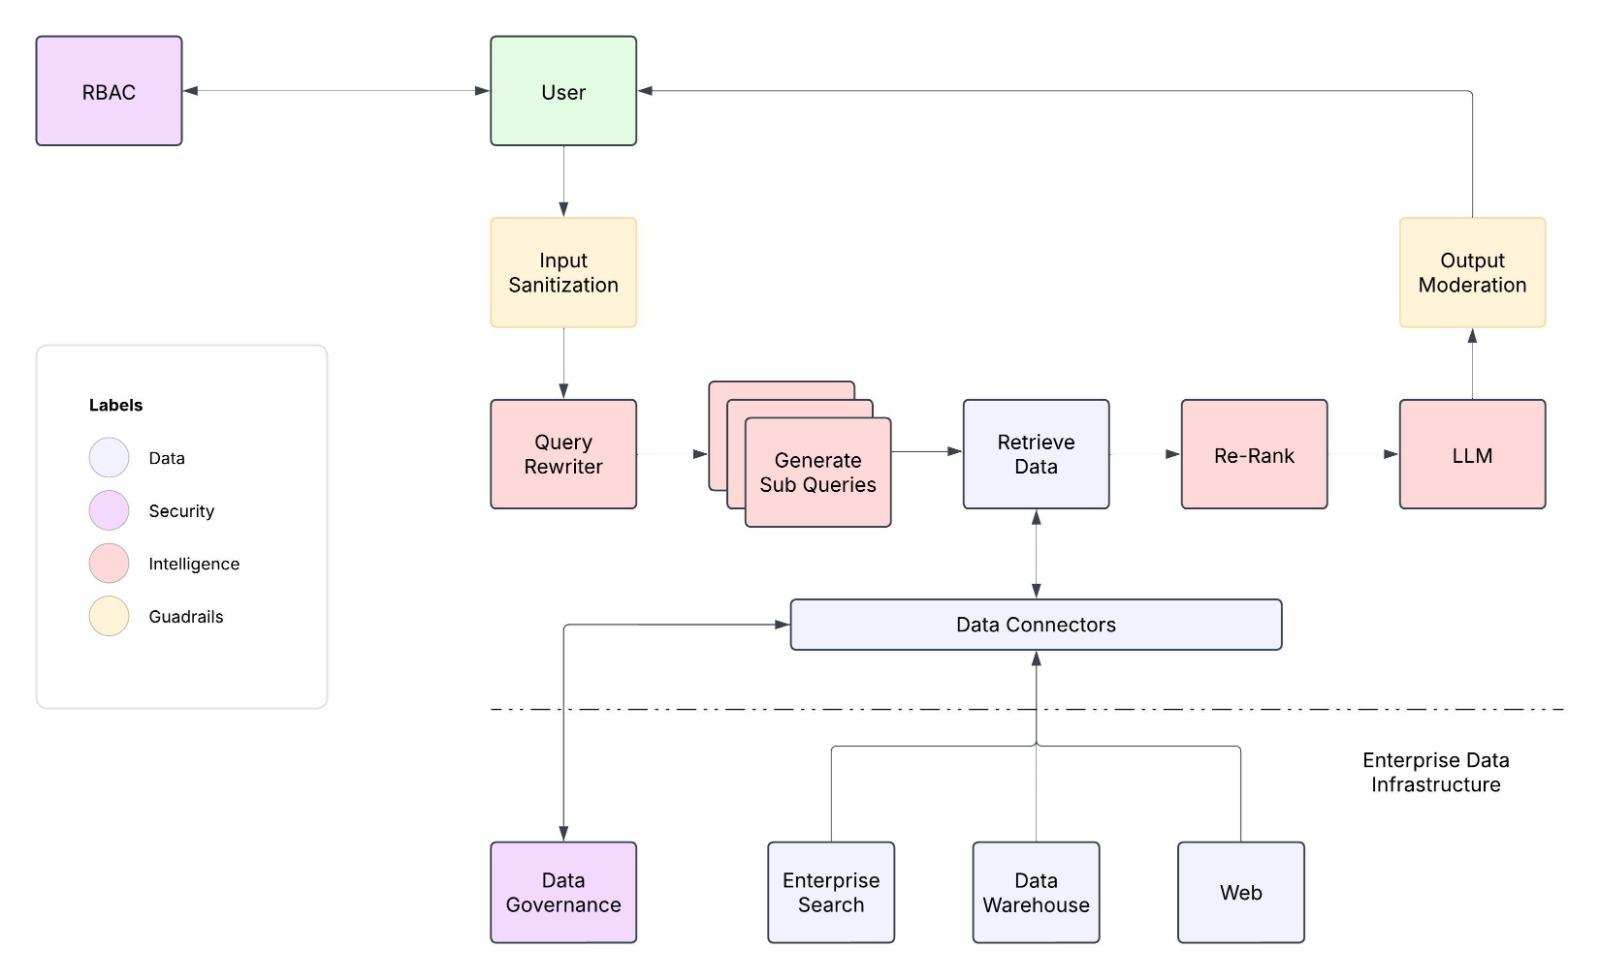 RBAC
User
Input
Sanitization
Output
Moderation
Labels
Data
Security
Intelligence
Guadrails
Query
Rewriter
Generate
Sub Queries
Retrieve
Data
Re-Rank
LLM
Data Connectors
Enterprise Data
Infrastructure
Data
Governance
Enterprise
Search
Data
Warehouse
Web